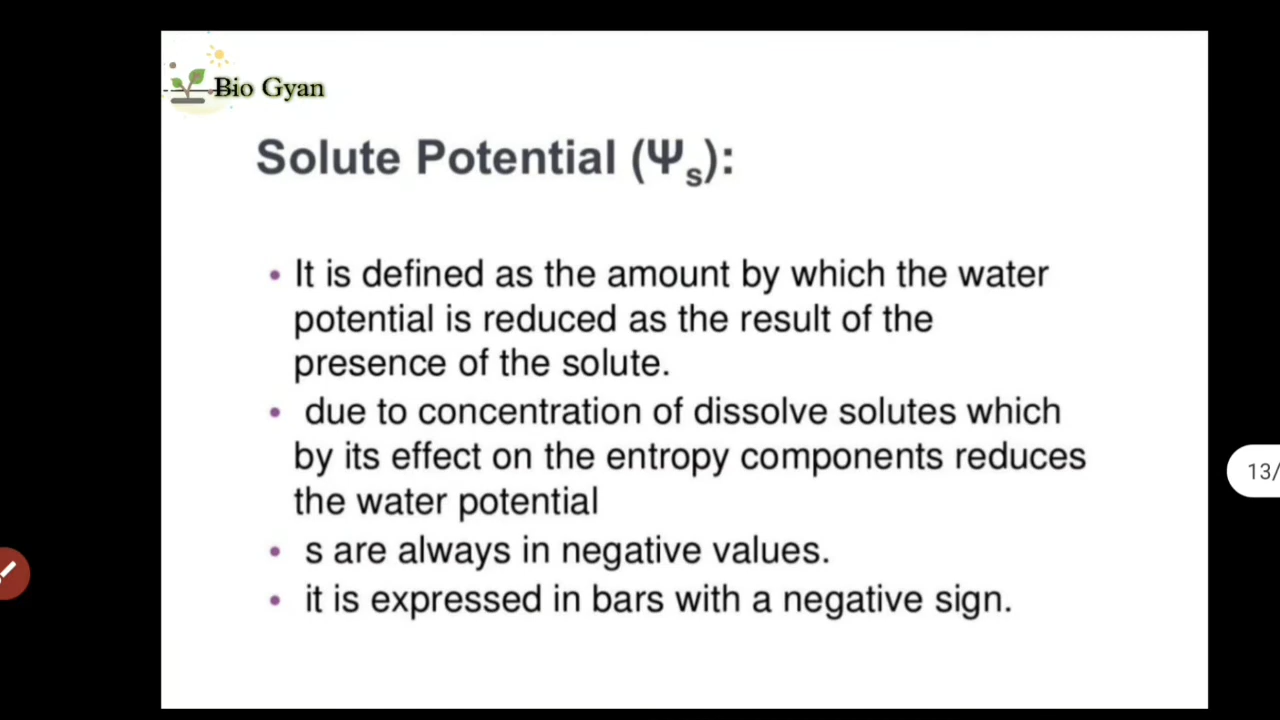 Bio Gyan
Solute Potential (Ψs):
• It is defined as the amount by which the water
potential is reduced as the result of the
presence of the solute.
• due to concentration of dissolve solutes which
by its effect on the entropy components reduces
the water potential
• s are always in negative values.
• it is expressed in bars with a negative sign.
13/